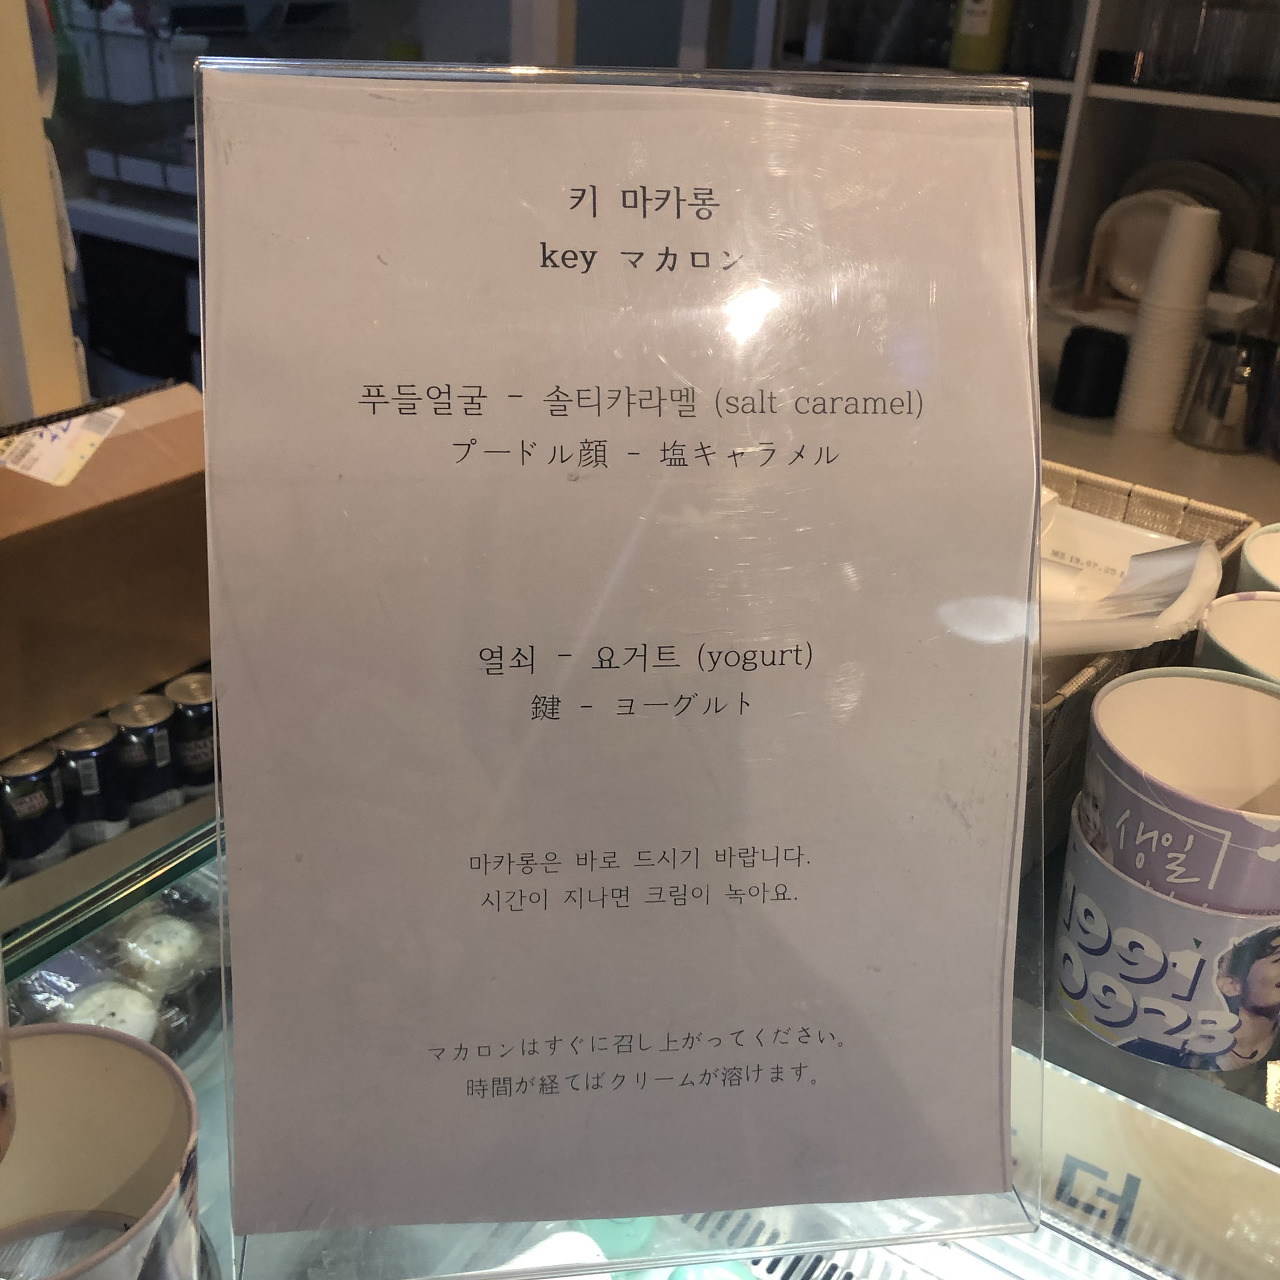 키 마카롱
key マカロン
푸들얼굴 - 솔티캬라멜 (salt caramel)
プードル顔 - 塩キャラメル
열쇠 - 요거트 (yogurt)
鍵 - ヨーグルト
마카롱은 바로 드시기 바랍니다.
시간이 지나면 크림이 녹아요.
マカロンはすぐに召し上がってください。
時間が経てばクリームが溶けます。
생일
1991
0923